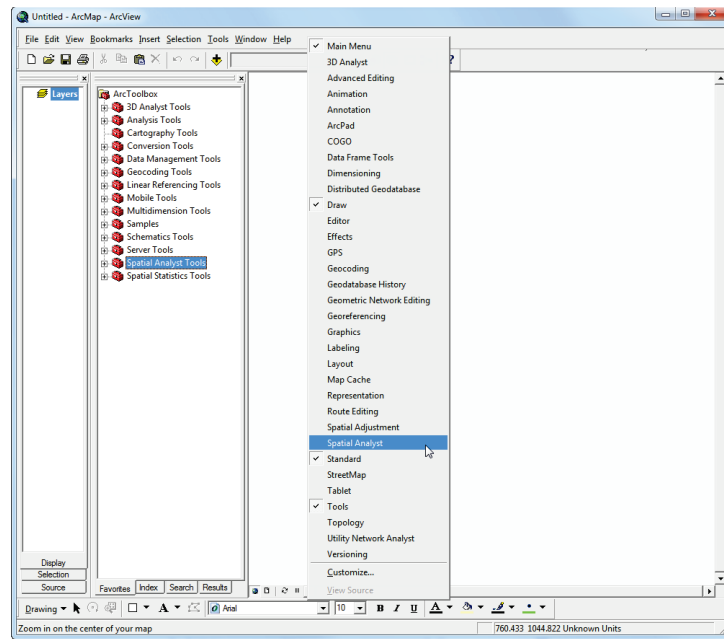 Untitled - ArcMap - ArcView
File Edit View Bookmarks Insert Selection Tools Window Help
Layers
ArcToolbox
3D Analyst Tools
Analysis Tools
Cartography Tools
Conversion Tools
Data Management Tools
Geocoding Tools
Linear Referencing Tools
Mobile Tools
Multidimension Tools
Samples
Schematics Tools
Server Tools
Spatial Analyst Tools
Spatial Statistics Tools
Main Menu
3D Analyst
Advanced Editing
Animation
Annotation
ArcPad
COGO
Data Frame Tools
Dimensioning
Distributed Geodatabase
Draw
Editor
Effects
GPS
Geocoding
Geodatabase History
Geometric Network Editing
Georeferencing
Graphics
Labeling
Layout
Map Cache
Representation
Route Editing
Spatial Adjustment
Spatial Analyst
Standard
StreetMap
Tablet
Tools
Topology
Utility Network Analyst
Versioning
Customize...
View Source
Display
Selection
Source
Favorites Index Search Results
Drawing A Arial 10 B I U A
Zoom in on the center of your map 760.433 1044.822 Unknown Units